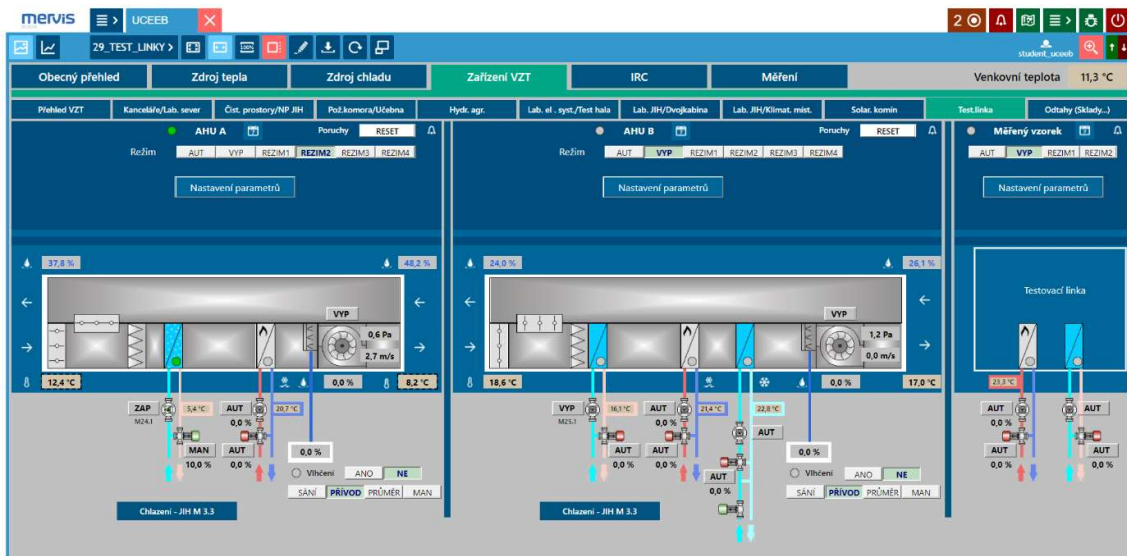 mervis UCEEB 2
29_TEST_LINKY 100% student_uceeb
Obecný přehled Zdroj tepla Zdroj chladu Zařízení VZT IRC Měření Venkovní teplota 11,3 °C
Přehled VZT Kanceláře/Lab. sever Čist. prostory/NP JIH Pož.komora/Učebna Hydr. agr. Lab. el . syst./Test hala Lab. JIH/Dvojkabina Lab. JIH/Klimat. míst. Solar. komín Test.linka Odtahy (Sklady...)
AHU A Poruchy RESET AHU B Poruchy RESET Měřený vzorek
Režim AUT VYP REZIM1 REZIM2 REZIM3 REZIM4 Režim AUT VYP REZIM1 REZIM2 REZIM3 REZIM4 AUT VYP REZIM1 REZIM2
Nastavení parametrů Nastavení parametrů Nastavení parametrů
37,8 % 48,2 % 24,0 % 26,1 %
Testovací linka
VYP VYP
0,6 Pa 1,2 Pa
2,7 m/s 0,0 m/s
12,4 °C 0,0 % 8,2 °C 18,6 °C 0,0 % 17,0 °C 23,3 °C
ZAP 5,4 °C AUT 20,7 °C VYP 16,1 °C AUT 21,4 °C 22,8 °C AUT AUT
M24.1 0,0 % M25.1 0,0 % 0,0 %
AUT
MAN AUT 0,0 % AUT AUT 0,0 % AUT AUT
10,0 % 0,0 % 0,0 % 0,0 % 0,0 % 0,0 %
Vlhčení ANO NE AUT Vlhčení ANO NE
0,0 %
SÁNÍ PŘÍVOD PRŮMĚR MAN SÁNÍ PŘÍVOD PRŮMĚR MAN
Chlazení - JIH M 3.3 Chlazení - JIH M 3.3